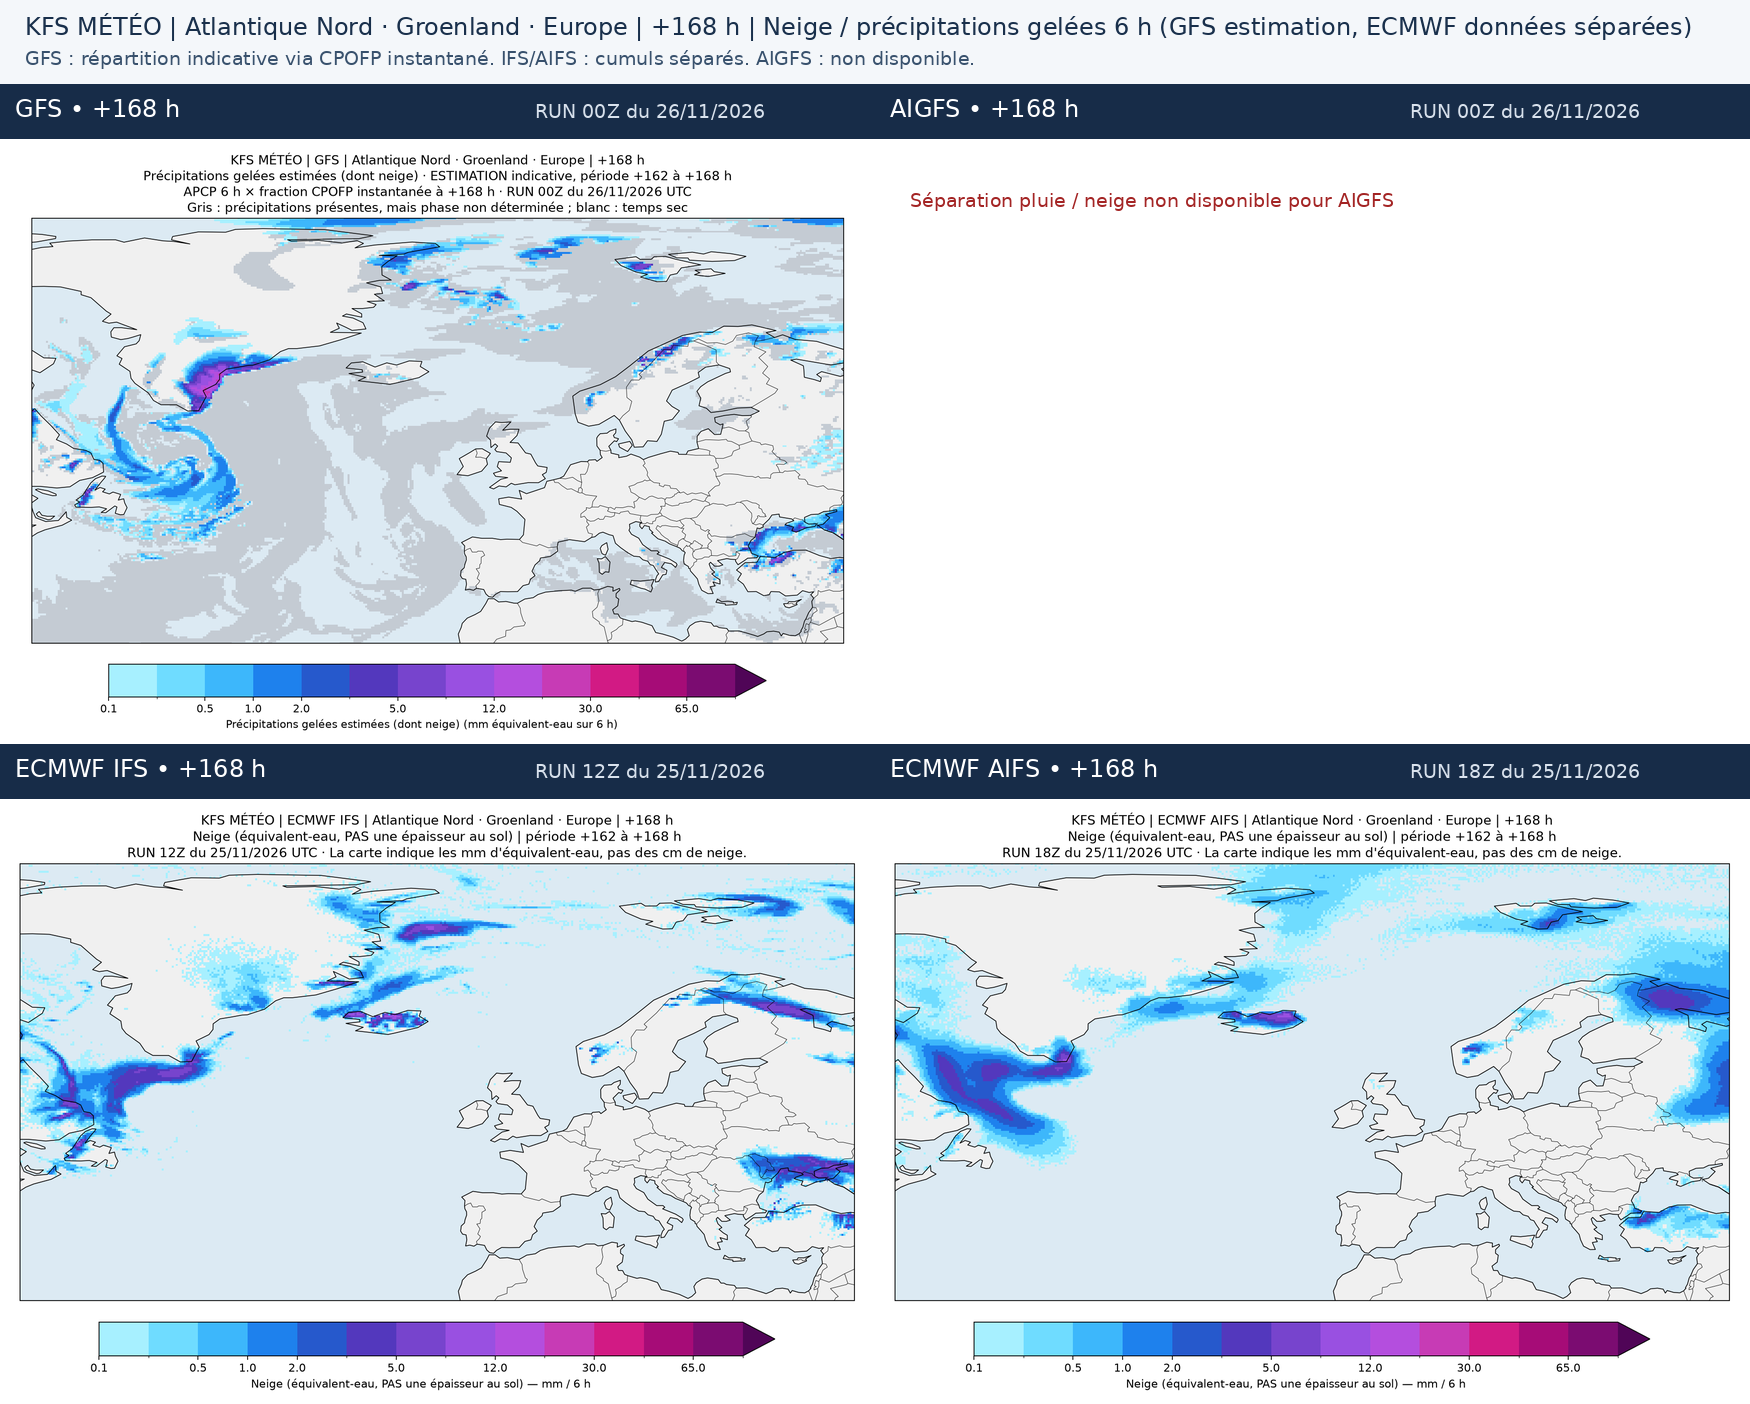 KFS MÉTÉO | Atlantique Nord · Groenland · Europe | +168 h | Neige / précipitations gelées 6 h (GFS estimation, ECMWF données séparées)
GFS : répartition indicative via CPOFP instantané. IFS/AIFS : cumuls séparés. AIGFS : non disponible.
GFS • +168 h
RUN 00Z du 26/11/2026
AIGFS • +168 h
RUN 00Z du 26/11/2026
KFS MÉTÉO | GFS | Atlantique Nord · Groenland · Europe | +168 h
Précipitations gelées estimées (dont neige) · ESTIMATION indicative, période +162 à +168 h
APCP 6 h × fraction CPOFP instantanée à +168 h · RUN 00Z du 26/11/2026 UTC
Gris : précipitations présentes, mais phase non déterminée ; blanc : temps sec
Séparation pluie / neige non disponible pour AIGFS
0.1 0.5 1.0 2.0 5.0 12.0 30.0 65.0
Précipitations gelées estimées (dont neige) (mm équivalent-eau sur 6 h)
ECMWF IFS • +168 h
RUN 12Z du 25/11/2026
ECMWF AIFS • +168 h
RUN 18Z du 25/11/2026
KFS MÉTÉO | ECMWF IFS | Atlantique Nord · Groenland · Europe | +168 h
Neige (équivalent-eau, PAS une épaisseur au sol) | période +162 à +168 h
RUN 12Z du 25/11/2026 UTC · La carte indique les mm d'équivalent-eau, pas des cm de neige.
KFS MÉTÉO | ECMWF AIFS | Atlantique Nord · Groenland · Europe | +168 h
Neige (équivalent-eau, PAS une épaisseur au sol) | période +162 à +168 h
RUN 18Z du 25/11/2026 UTC · La carte indique les mm d'équivalent-eau, pas des cm de neige.
0.1 0.5 1.0 2.0 5.0 12.0 30.0 65.0
Neige (équivalent-eau, PAS une épaisseur au sol) — mm / 6 h
0.1 0.5 1.0 2.0 5.0 12.0 30.0 65.0
Neige (équivalent-eau, PAS une épaisseur au sol) — mm / 6 h